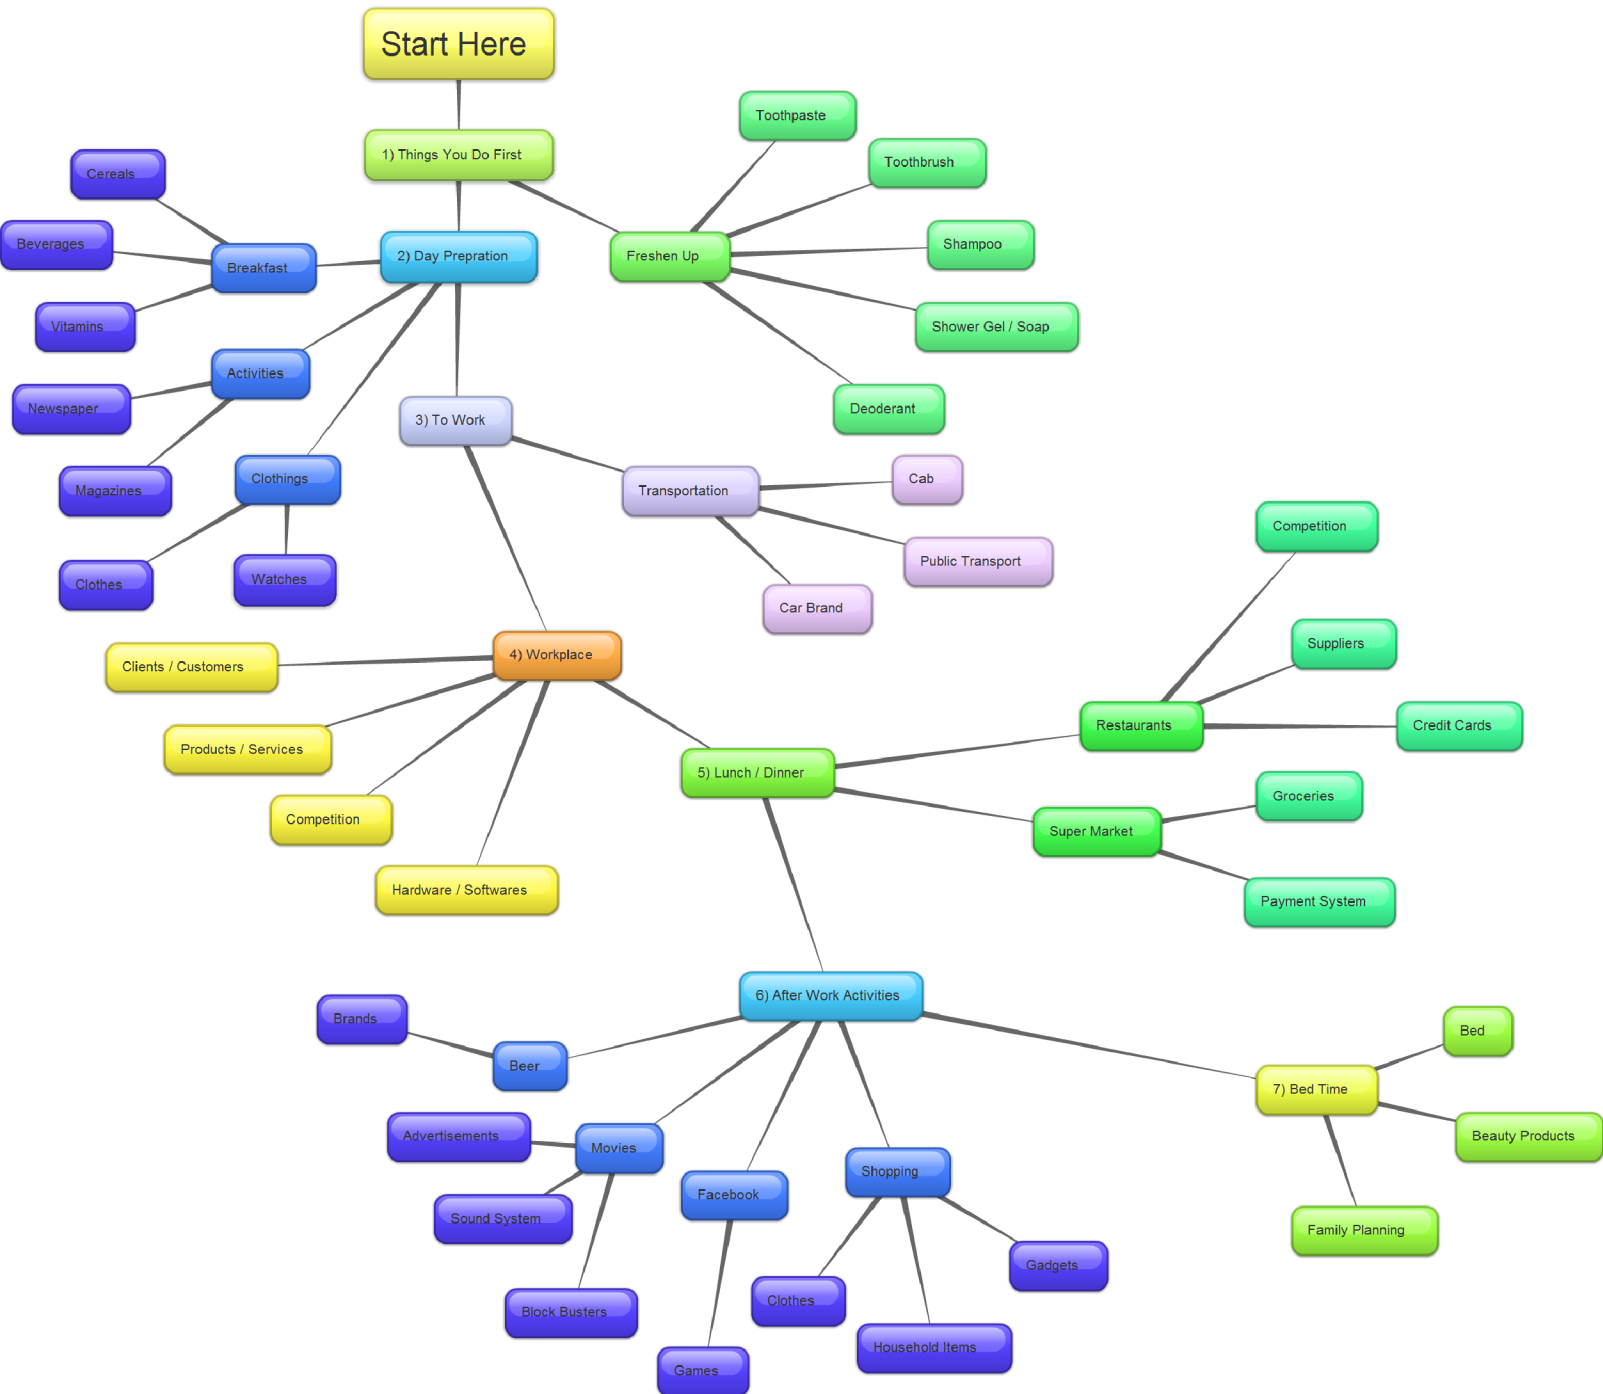 Start Here
Toothpaste
1) Things You Do First
Toothbrush
Cereals
Beverages
Shampoo
2) Day Prepration
Freshen Up
Breakfast
Vitamins
Shower Gel / Soap
Activities
Newspaper
Deoderant
3) To Work
Clothings
Cab
Magazines
Transportation
Competition
Public Transport
Clothes
Watches
Car Brand
Suppliers
4) Workplace
Clients / Customers
Restaurants
Credit Cards
Products / Services
5) Lunch / Dinner
Groceries
Competition
Super Market
Hardware / Softwares
Payment System
6) After Work Activities
Brands
Bed
Beer
7) Bed Time
Advertisements
Movies
Beauty Products
Shopping
Facebook
Sound System
Family Planning
Gadgets
Clothes
Block Busters
Household Items
Games